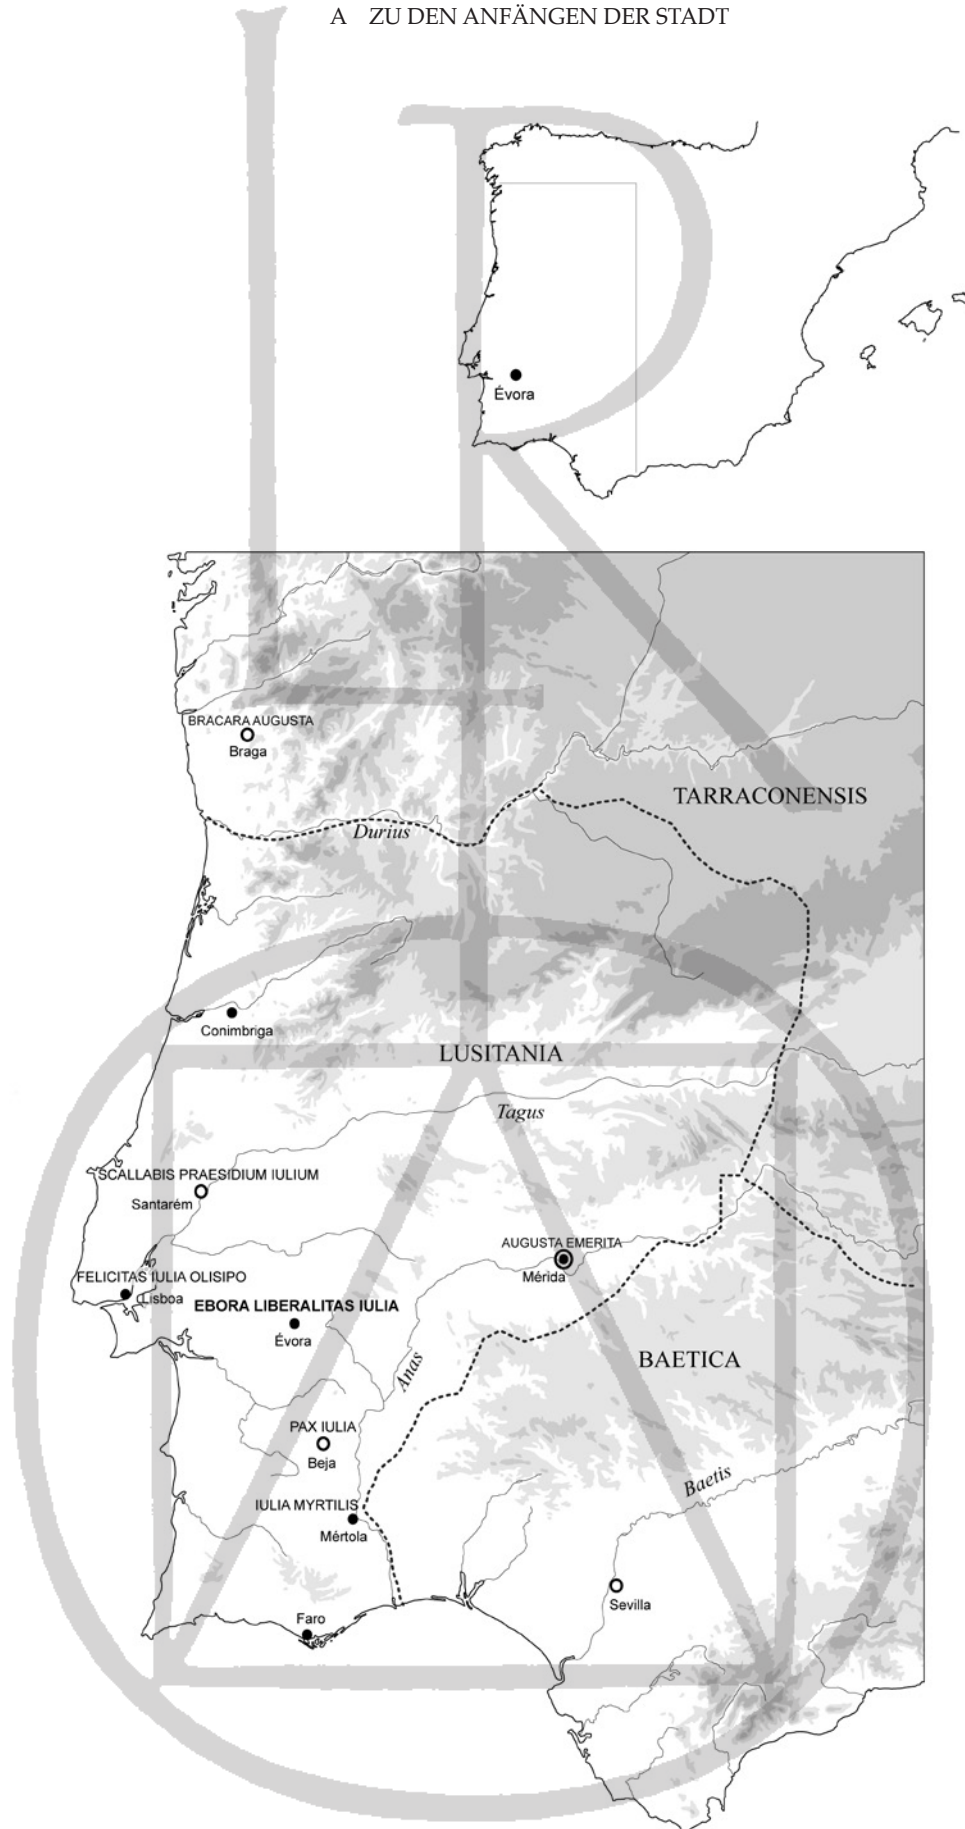 A ZU DEN ANFÄNGEN DER STADT
Évora
BRACARA AUGUSTA
Braga
TARRACONENSIS
Durius
Conimbriga
LUSITANIA
Tagus
SCALLABIS PRAESIDIUM IULIUM
Santarém
AUGUSTA EMERITA
Mérida
FELICITAS IULIA OLISIPO
Lisboa
EBORA LIBERALITAS IULIA
Évora
Anas
BAETICA
PAX IULIA
Beja
Baetis
IULIA MYRTILIS
Mértola
Sevilla
Faro